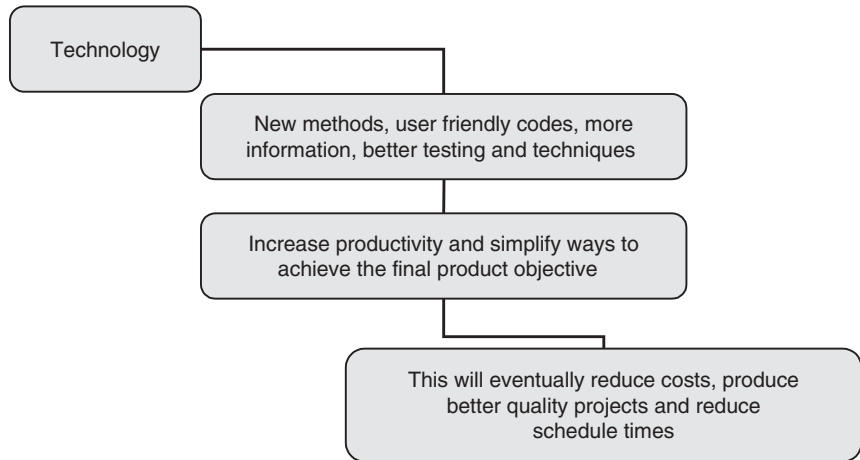 Technology
New methods, user friendly codes, more
information, better testing and techniques
Increase productivity and simplify ways to
achieve the final product objective
This will eventually reduce costs, produce
better quality projects and reduce
schedule times